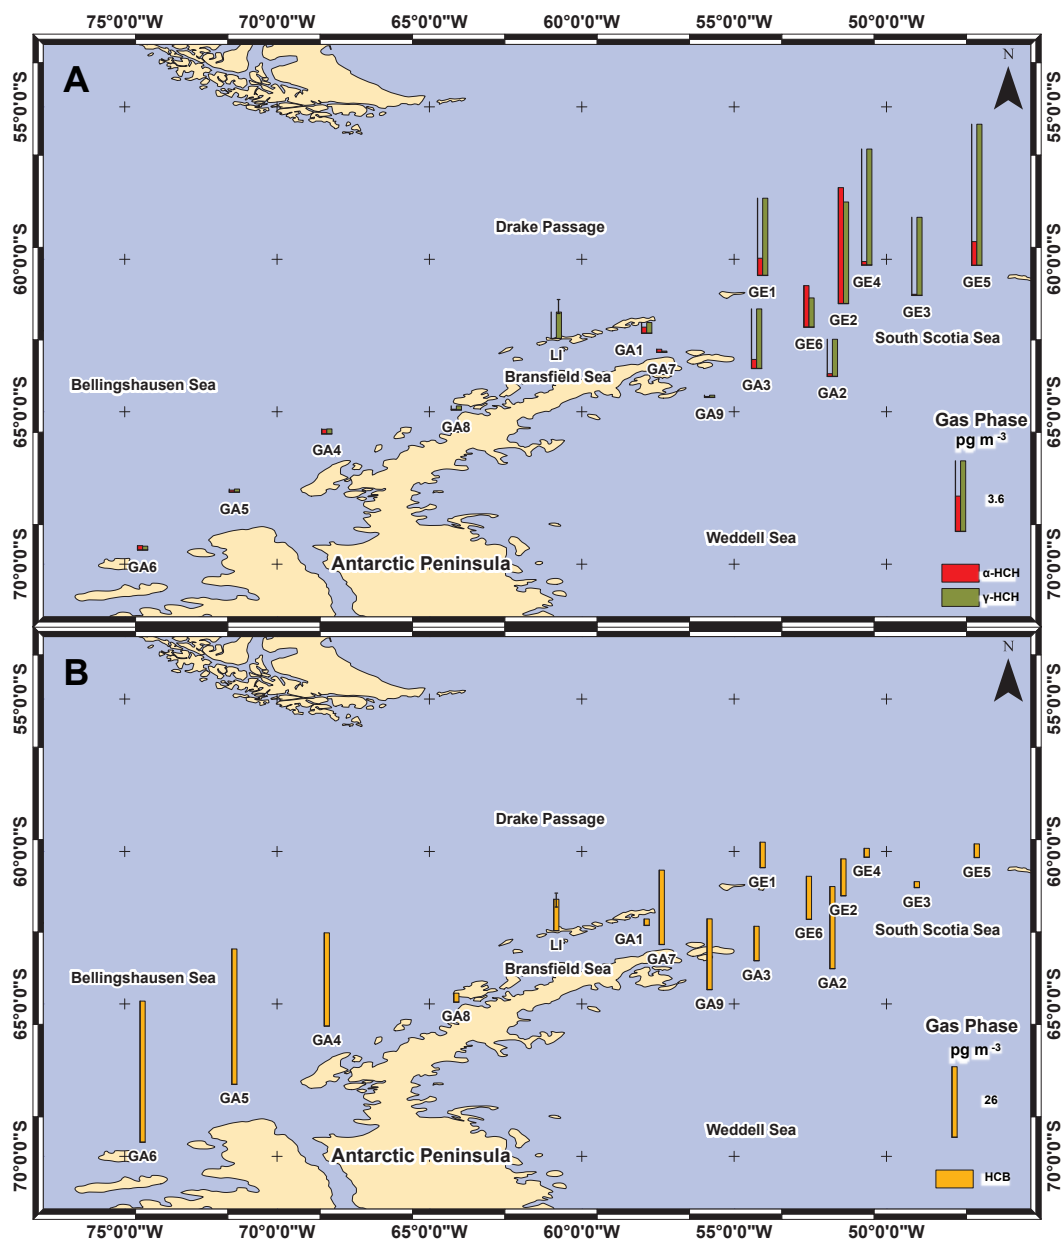 75°0'0"W 70°0'0"W 65°0'0"W 60°0'0"W 55°0'0"W 50°0'0"W
A
N
55°0'0"S 55°0'0"S
Drake Passage
60°0'0"S 60°0'0"S
GE1 GE4 GE5
GE3
GE2
GE6
South Scotia Sea
LI GA1
GA7
Bransfield Sea
Bellingshausen Sea
GA3 GA2
GA9
GA8
Gas Phase
pg m -3
65°0'0"S 65°0'0"S
GA4
3.6
GA5
Weddell Sea
GA6
Antarctic Peninsula
70°0'0"S 70°0'0"S
α-HCH
γ-HCH
B
N
55°0'0"S 55°0'0"S
Drake Passage
60°0'0"S 60°0'0"S
GE4 GE5
GE1
GE3
GE2
South Scotia Sea
GE6
GA1
LI
GA7
Bransfield Sea
GA3
Bellingshausen Sea
GA2
GA9
GA8
Gas Phase
65°0'0"S 65°0'0"S
GA4
pg m -3
GA5
26
Weddell Sea
GA6
Antarctic Peninsula
70°0'0"S 70°0'0"S
HCB
75°0'0"W 70°0'0"W 65°0'0"W 60°0'0"W 55°0'0"W 50°0'0"W